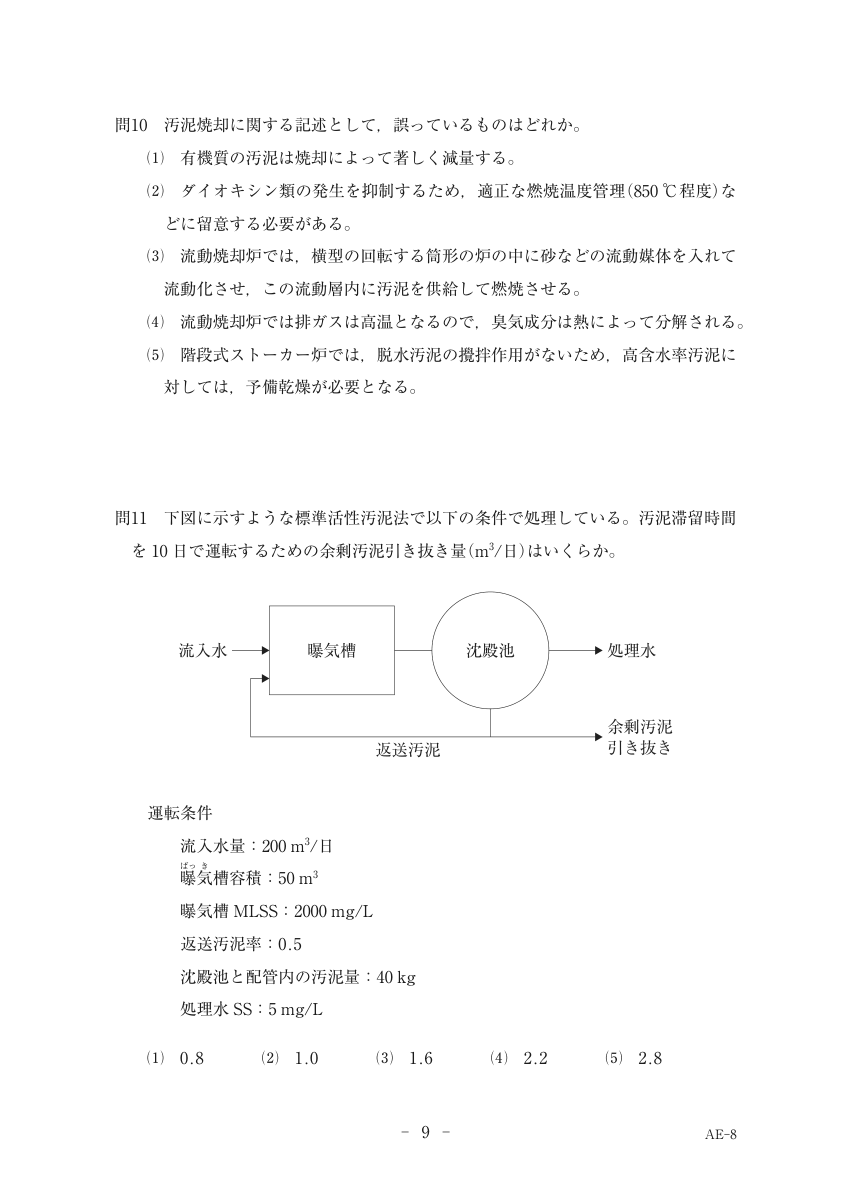 問10　汚泥焼却に関する記述として，誤っているものはどれか。
⑴　有機質の汚泥は焼却によって著しく減量する。
⑵　ダイオキシン類の発生を抑制するため，適正な燃焼温度管理(850 ℃ 程度)な
どに留意する必要がある。
⑶　流動焼却炉では，横型の回転する筒形の炉の中に砂などの流動媒体を入れて
流動化させ，この流動層内に汚泥を供給して燃焼させる。
⑷　流動焼却炉では排ガスは高温となるので，臭気成分は熱によって分解される。
⑸　階段式ストーカー炉では，脱水汚泥の攪拌作用がないため，高含水率汚泥に
対しては，予備乾燥が必要となる。
問11　下図に示すような標準活性汚泥法で以下の条件で処理している。汚泥滞留時間
を 10 日で運転するための余剰汚泥引き抜き量(m³/日)はいくらか。
流入水
曝気槽
沈殿池
処理水
余剰汚泥
引き抜き
返送汚泥
運転条件
流入水量：200 m³/日
ばっ き
曝気槽容積：50 m³
曝気槽 MLSS：2000 mg/L
返送汚泥率：0.5
沈殿池と配管内の汚泥量：40 kg
処理水 SS：5 mg/L
⑴　0.8　⑵　1.0　⑶　1.6　⑷　2.2　⑸　2.8
- 9 -
AE-8